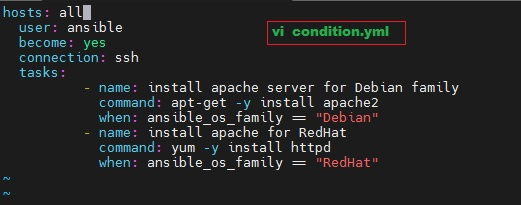 hosts: all
vi condition.yml
  user: ansible
  become: yes
  connection: ssh
  tasks:
          - name: install apache server for Debian family
            command: apt-get -y install apache2
            when: ansible_os_family == "Debian"
          - name: install apache for RedHat
            command: yum -y install httpd
            when: ansible_os_family == "RedHat"
~
~